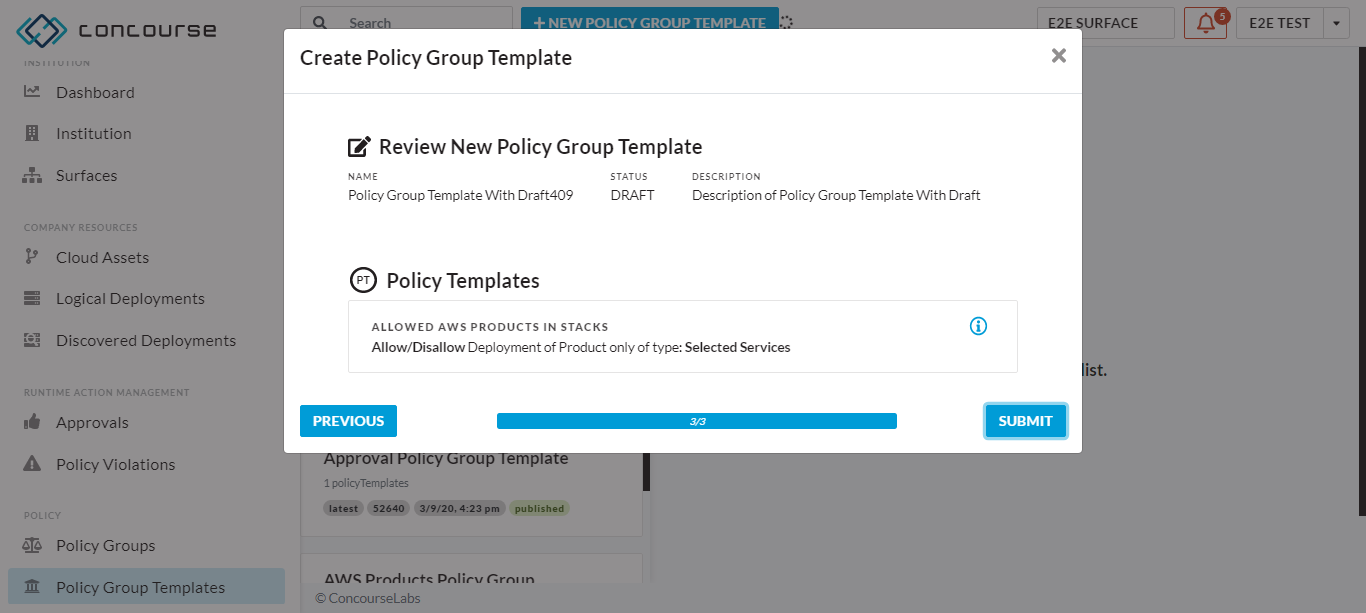 CONCOURSE
Search
+ NEW POLICY GROUP TEMPLATE
E2E SURFACE
5
E2E TEST
INSTITUTION
Dashboard
Institution
Surfaces
COMPANY RESOURCES
Cloud Assets
Logical Deployments
Discovered Deployments
RUNTIME ACTION MANAGEMENT
Approvals
Policy Violations
POLICY
Policy Groups
Policy Group Templates
Create Policy Group Template
×
Review New Policy Group Template
NAME STATUS DESCRIPTION
Policy Group Template With Draft409 DRAFT Description of Policy Group Template With Draft
PT Policy Templates
ALLOWED AWS PRODUCTS IN STACKS
Allow/Disallow Deployment of Product only of type: Selected Services
PREVIOUS 3/3 SUBMIT
list.
Approval Policy Group Template
1 policyTemplates
latest 52640 3/9/20, 4:23 pm published
AWS Products Policy Group
© ConcourseLabs